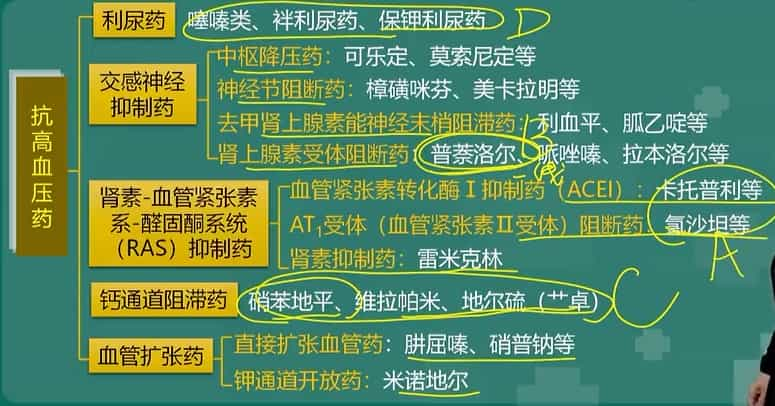 抗高血压药
利尿药
噻嗪类、袢利尿药、保钾利尿药 D
交感神经
抑制药
中枢降压药：可乐定、莫索尼定等
神经节阻断药：樟磺咪芬、美卡拉明等
去甲肾上腺素能神经末梢阻滞药：利血平、胍乙啶等
B
肾上腺素受体阻断药：普萘洛尔、哌唑嗪、拉本洛尔等
肾素-血管紧张素
系-醛固酮系统
（RAS）抑制药
血管紧张素转化酶Ⅰ抑制药（ACEI）：卡托普利等
AT₁受体（血管紧张素Ⅱ受体）阻断药：氯沙坦等
A
肾素抑制药：雷米克林
钙通道阻滞药
硝苯地平、维拉帕米、地尔硫（艹卓） C
血管扩张药
直接扩张血管药：肼屈嗪、硝普钠等
钾通道开放药：米诺地尔